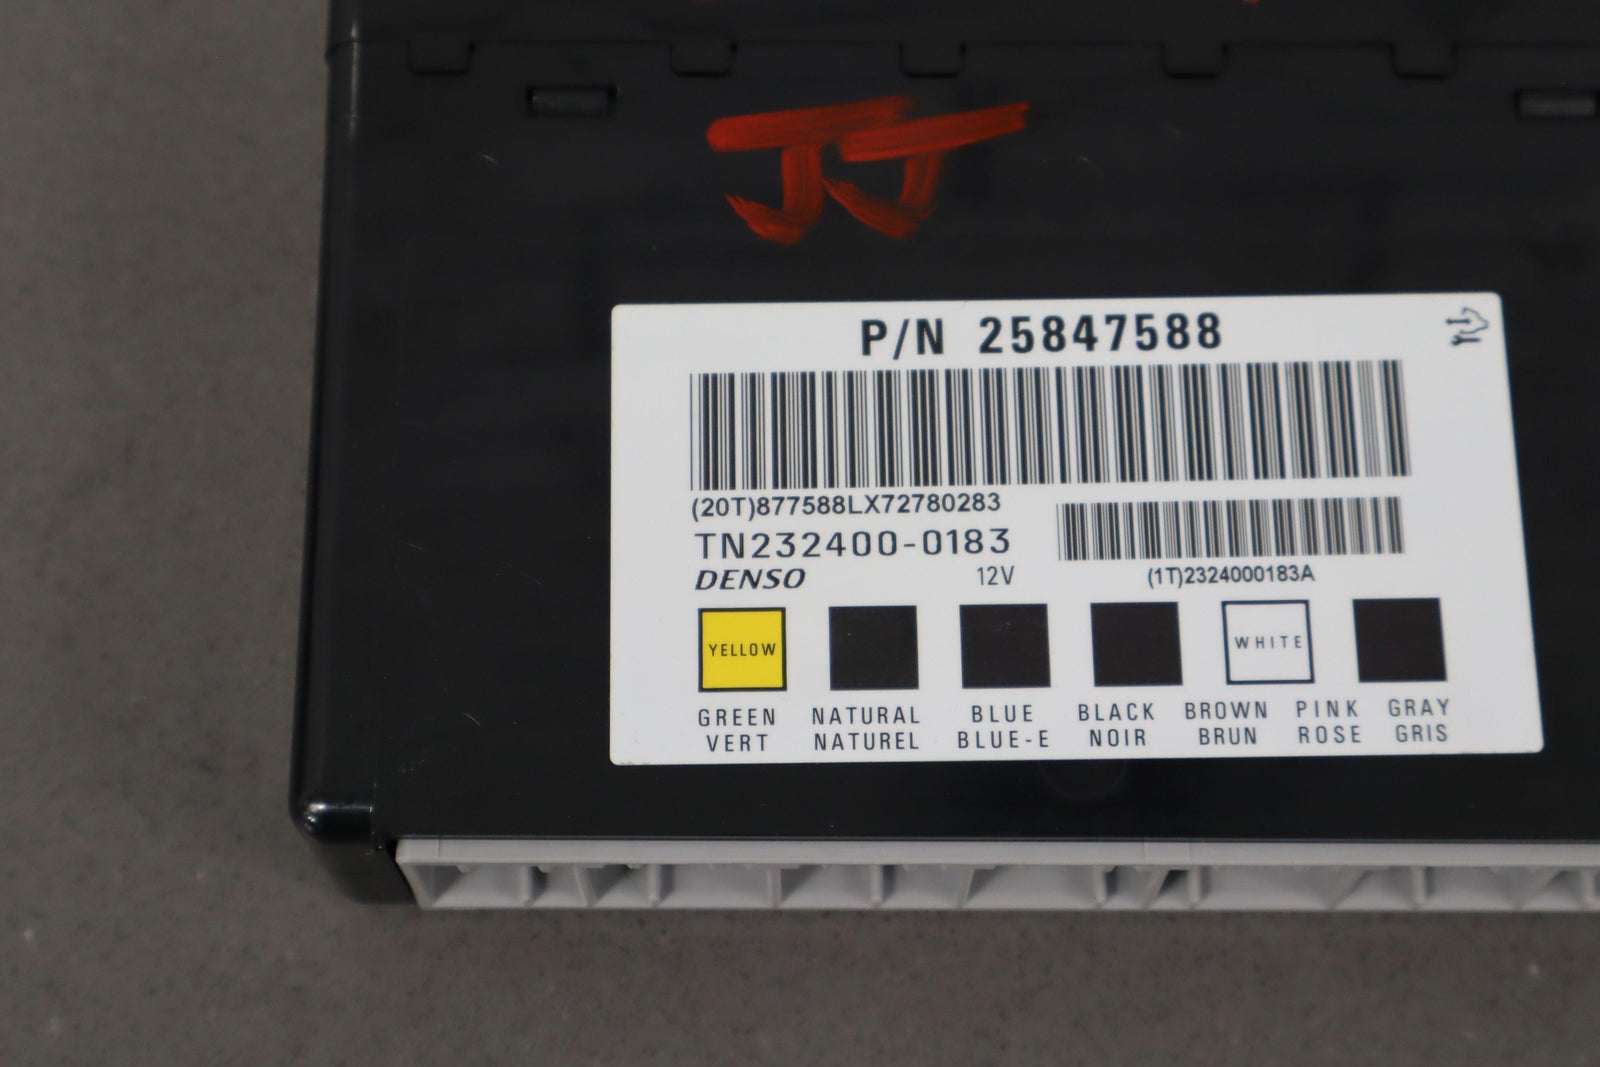 JJ
P/N 25847588
(20T)877588LX72780283
TN232400-0183
DENSO 12V
(1T)2324000183A
YELLOW WHITE
GREEN NATURAL BLUE BLACK BROWN PINK GRAY
VERT NATUREL BLUE-E NOIR BRUN ROSE GRIS